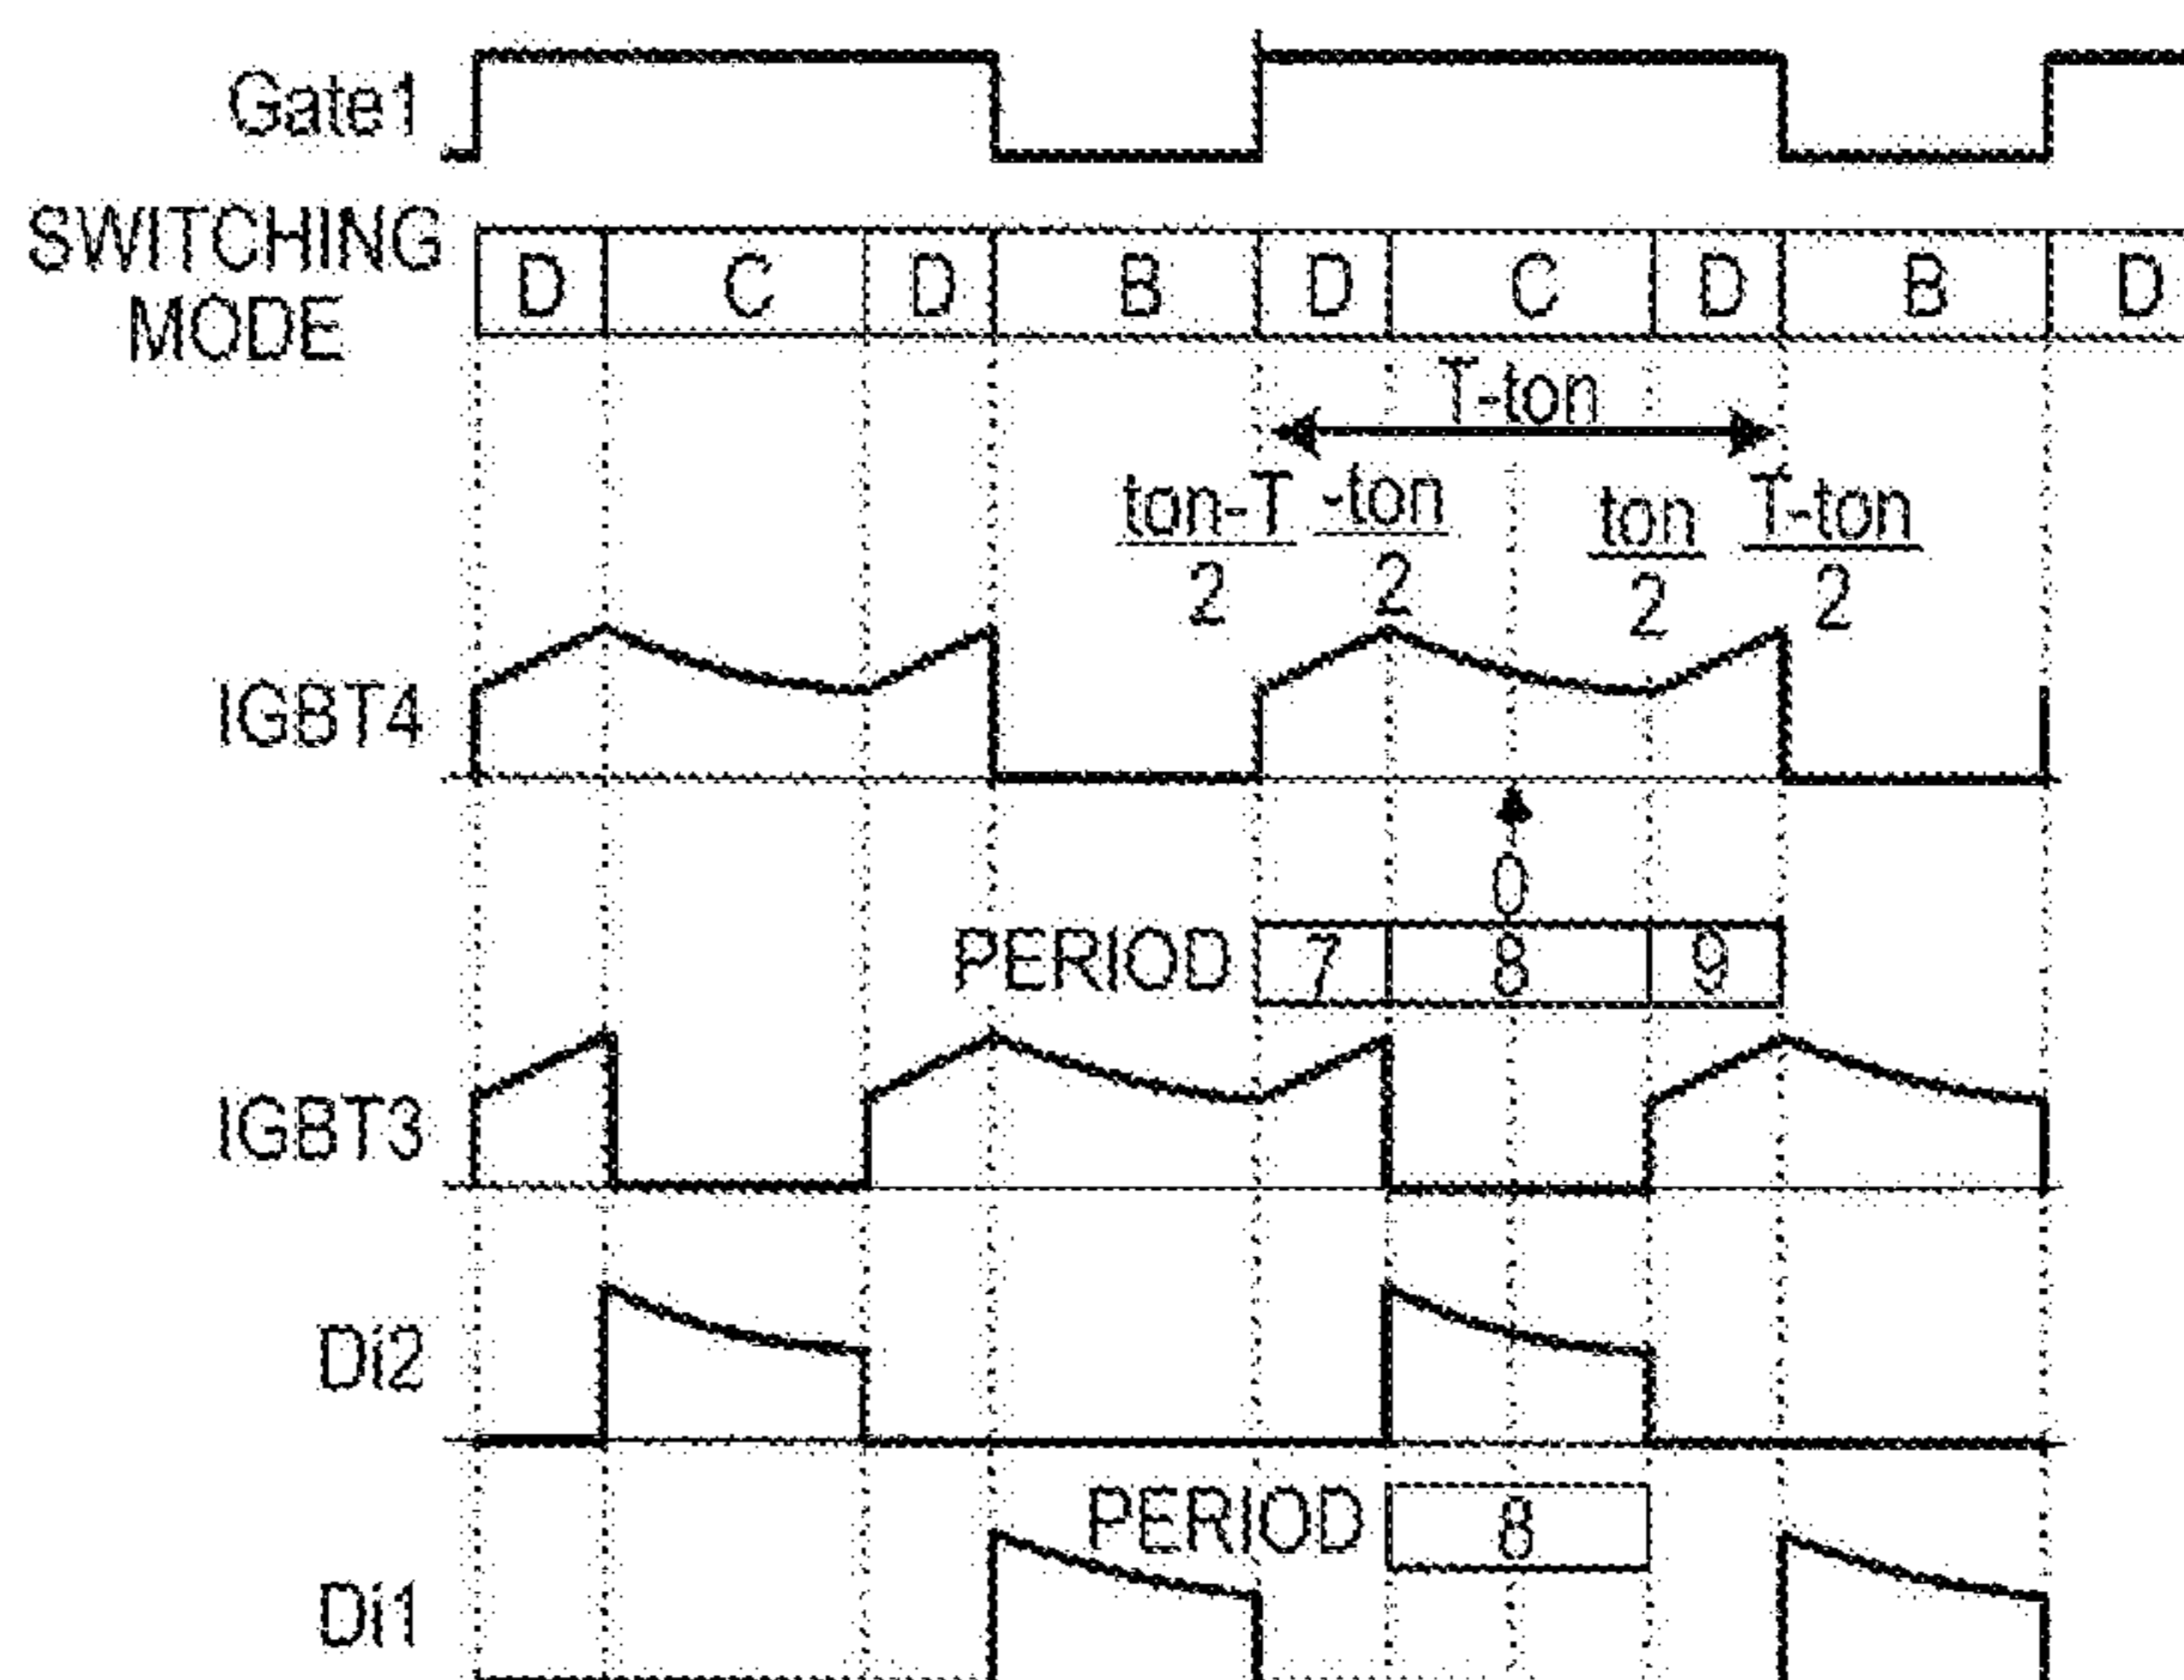 Gate1
SWITCHING MODE
D C D B D C D B D
T-ton
ton-T/2 -ton/2 ton/2 T-ton/2
IGBT4
0
PERIOD 7 8 9
IGBT3
Di2
PERIOD 8
Di1